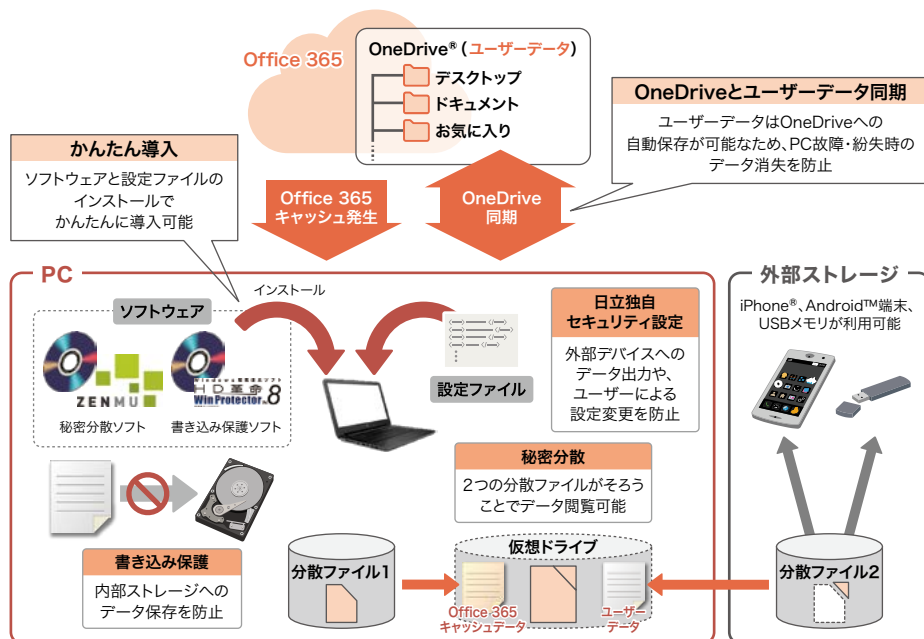 Office 365
OneDrive®（ユーザーデータ）
デスクトップ
ドキュメント
お気に入り
OneDriveとユーザーデータ同期
ユーザーデータはOneDriveへの
自動保存が可能なため、PC故障・紛失時の
データ消失を防止
かんたん導入
ソフトウェアと設定ファイルの
インストールで
かんたんに導入可能
Office 365
キャッシュ発生
OneDrive
同期
PC
ソフトウェア
インストール
ZENMU
秘密分散ソフト
HD革命
WinProtector
8
書き込み保護ソフト
設定ファイル
日立独自
セキュリティ設定
外部デバイスへの
データ出力や、
ユーザーによる
設定変更を防止
外部ストレージ
iPhone®、Android™端末、
USBメモリが利用可能
秘密分散
2つの分散ファイルがそろう
ことでデータ閲覧可能
書き込み保護
内部ストレージへの
データ保存を防止
分散ファイル1
仮想ドライブ
Office 365
キャッシュデータ
ユーザー
データ
分散ファイル2